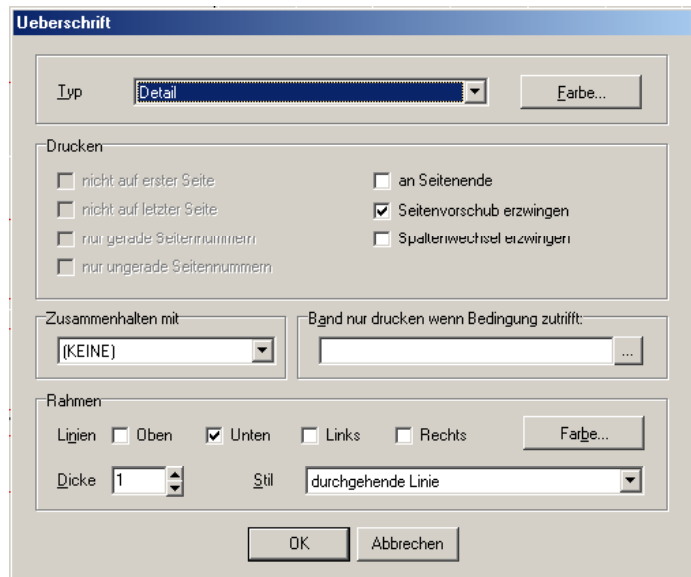 Ueberschrift
Typ Detail Farbe...
Drucken
nicht auf erster Seite an Seitenende
nicht auf letzter Seite Seitenvorschub erzwingen
nur gerade Seitennummern Spaltenwechsel erzwingen
nur ungerade Seitennummern
Zusammenhalten mit Band nur drucken wenn Bedingung zutrifft:
(KEINE) ...
Rahmen
Linien Oben Unten Links Rechts Farbe...
Dicke 1 Stil durchgehende Linie
OK Abbrechen